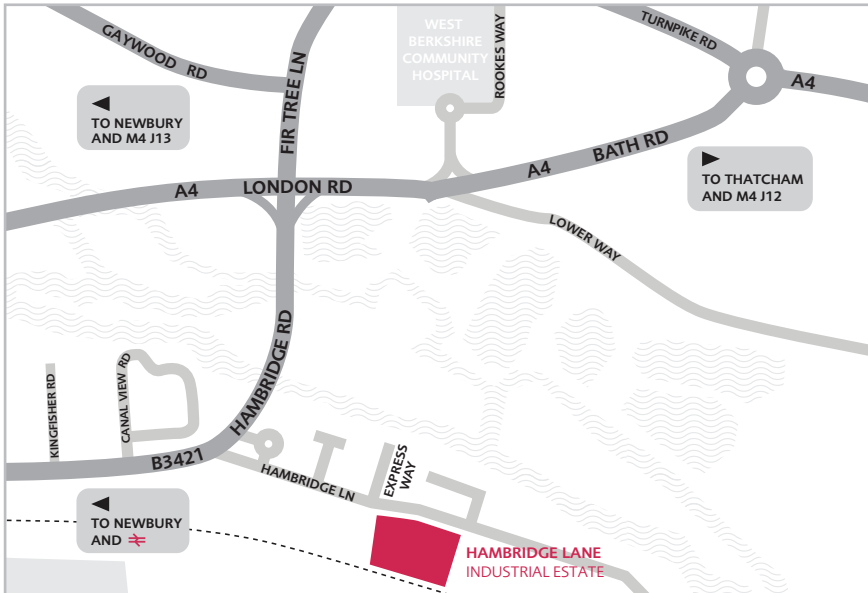 WEST
BERKSHIRE
COMMUNITY
HOSPITAL
ROOKES WAY
TURNPIKE RD
GAYWOOD RD
FIR TREE LN
A4
TO NEWBURY
AND M4 J13
A4
BATH RD
A4
LONDON RD
TO THATCHAM
AND M4 J12
LOWER WAY
HAMBRIDGE RD
KINGFISHER RD
CANAL VIEW RD
B3421
HAMBRIDGE LN
EXPRESS
WAY
TO NEWBURY
AND
HAMBRIDGE LANE
INDUSTRIAL ESTATE